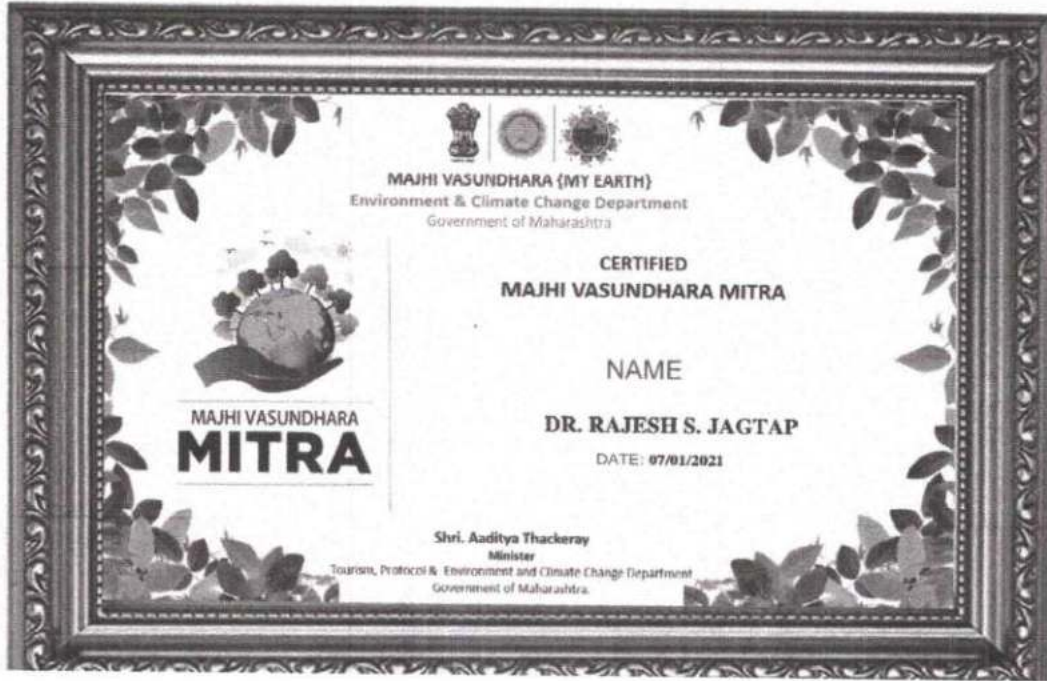 MAJHI VASUNDHARA {MY EARTH}
Environment & Climate Change Department
Government of Maharashtra
MAJHI VASUNDHARA
MITRA
CERTIFIED
MAJHI VASUNDHARA MITRA
NAME
DR. RAJESH S. JAGTAP
DATE: 07/01/2021
Shri. Aaditya Thackeray
Minister
Tourism, Protocol & Environment and Climate Change Department
Government of Maharashtra.